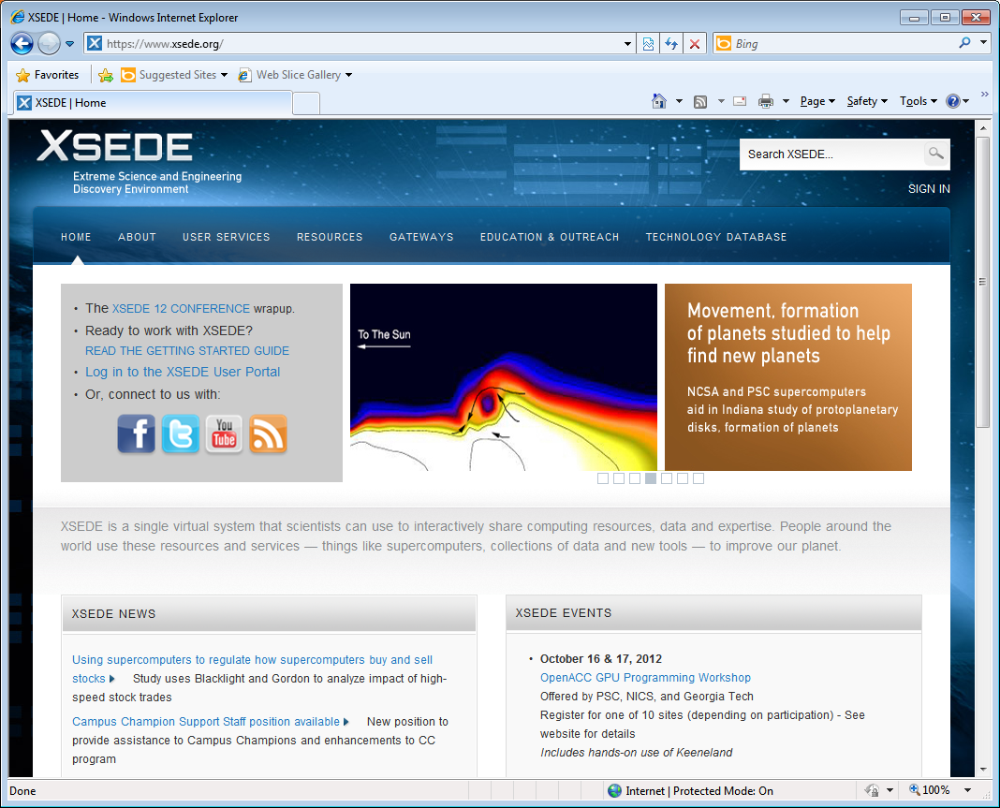 XSEDE | Home - Windows Internet Explorer
https://www.xsede.org/
Bing
Favorites
Suggested Sites
Web Slice Gallery
XSEDE | Home
Page
Safety
Tools
XSEDE
Extreme Science and Engineering
Discovery Environment
Search XSEDE...
SIGN IN
HOME ABOUT USER SERVICES RESOURCES GATEWAYS EDUCATION & OUTREACH TECHNOLOGY DATABASE
• The XSEDE 12 CONFERENCE wrapup.
• Ready to work with XSEDE?
READ THE GETTING STARTED GUIDE
• Log in to the XSEDE User Portal
• Or, connect to us with:
You
Tube
To The Sun
Movement, formation
of planets studied to help
find new planets
NCSA and PSC supercomputers
aid in Indiana study of protoplanetary
disks, formation of planets
XSEDE is a single virtual system that scientists can use to interactively share computing resources, data and expertise. People around the
world use these resources and services — things like supercomputers, collections of data and new tools — to improve our planet.
XSEDE NEWS
Using supercomputers to regulate how supercomputers buy and sell
stocks Study uses Blacklight and Gordon to analyze impact of high-
speed stock trades
Campus Champion Support Staff position available New position to
provide assistance to Campus Champions and enhancements to CC
program
XSEDE EVENTS
• October 16 & 17, 2012
OpenACC GPU Programming Workshop
Offered by PSC, NICS, and Georgia Tech
Register for one of 10 sites (depending on participation) - See
website for details
Includes hands-on use of Keeneland
Done
Internet | Protected Mode: On
100%